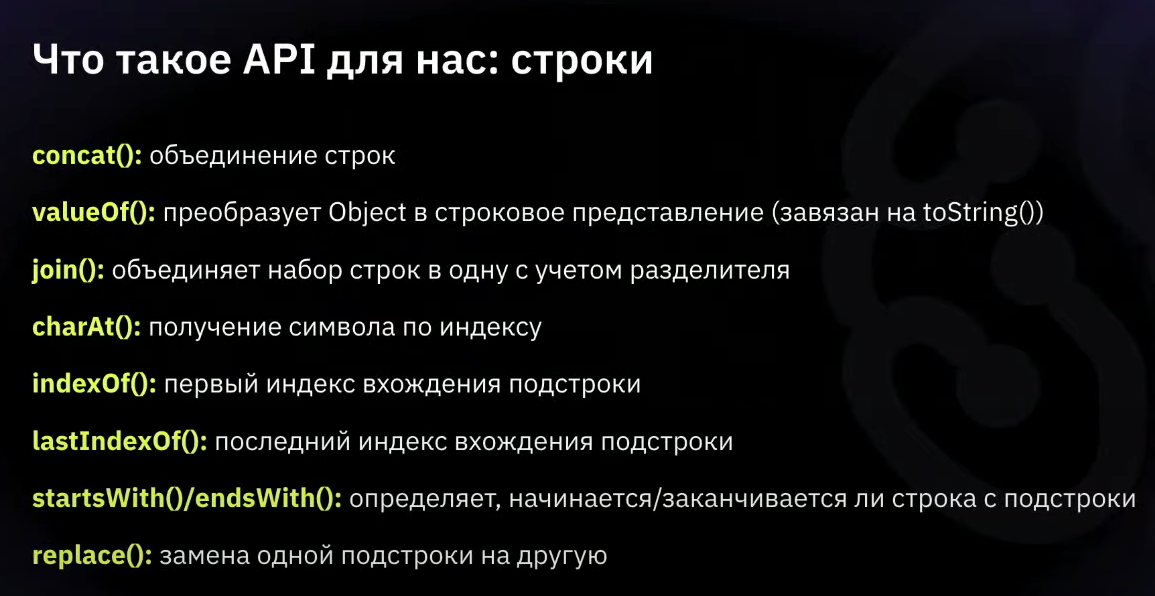 Что такое API для нас: строки
concat(): объединение строк
valueOf(): преобразует Object в строковое представление (завязан на toString())
join(): объединяет набор строк в одну с учетом разделителя
charAt(): получение символа по индексу
indexOf(): первый индекс вхождения подстроки
lastIndexOf(): последний индекс вхождения подстроки
startsWith()/endsWith(): определяет, начинается/заканчивается ли строка с подстроки
replace(): замена одной подстроки на другую